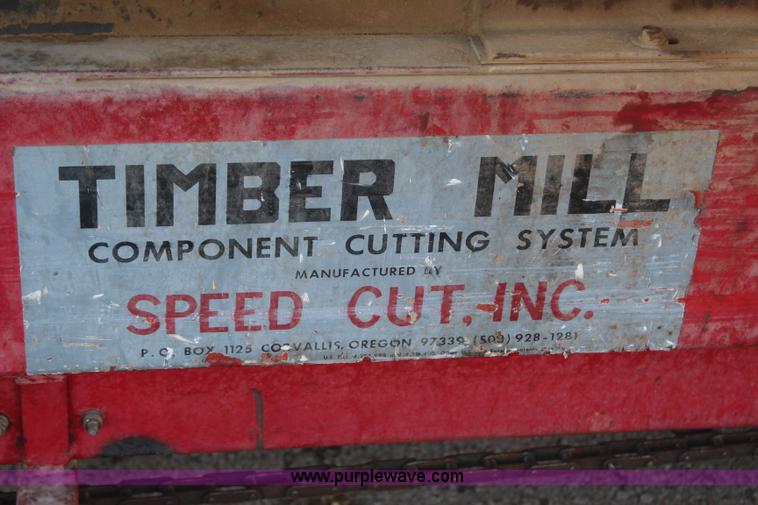 TIMBER MILL
COMPONENT CUTTING SYSTEM
MANUFACTURED BY
SPEED CUT, INC.
P. O. BOX 1125 CORVALLIS, OREGON 97339 (503) 928-1281
www.purplewave.com